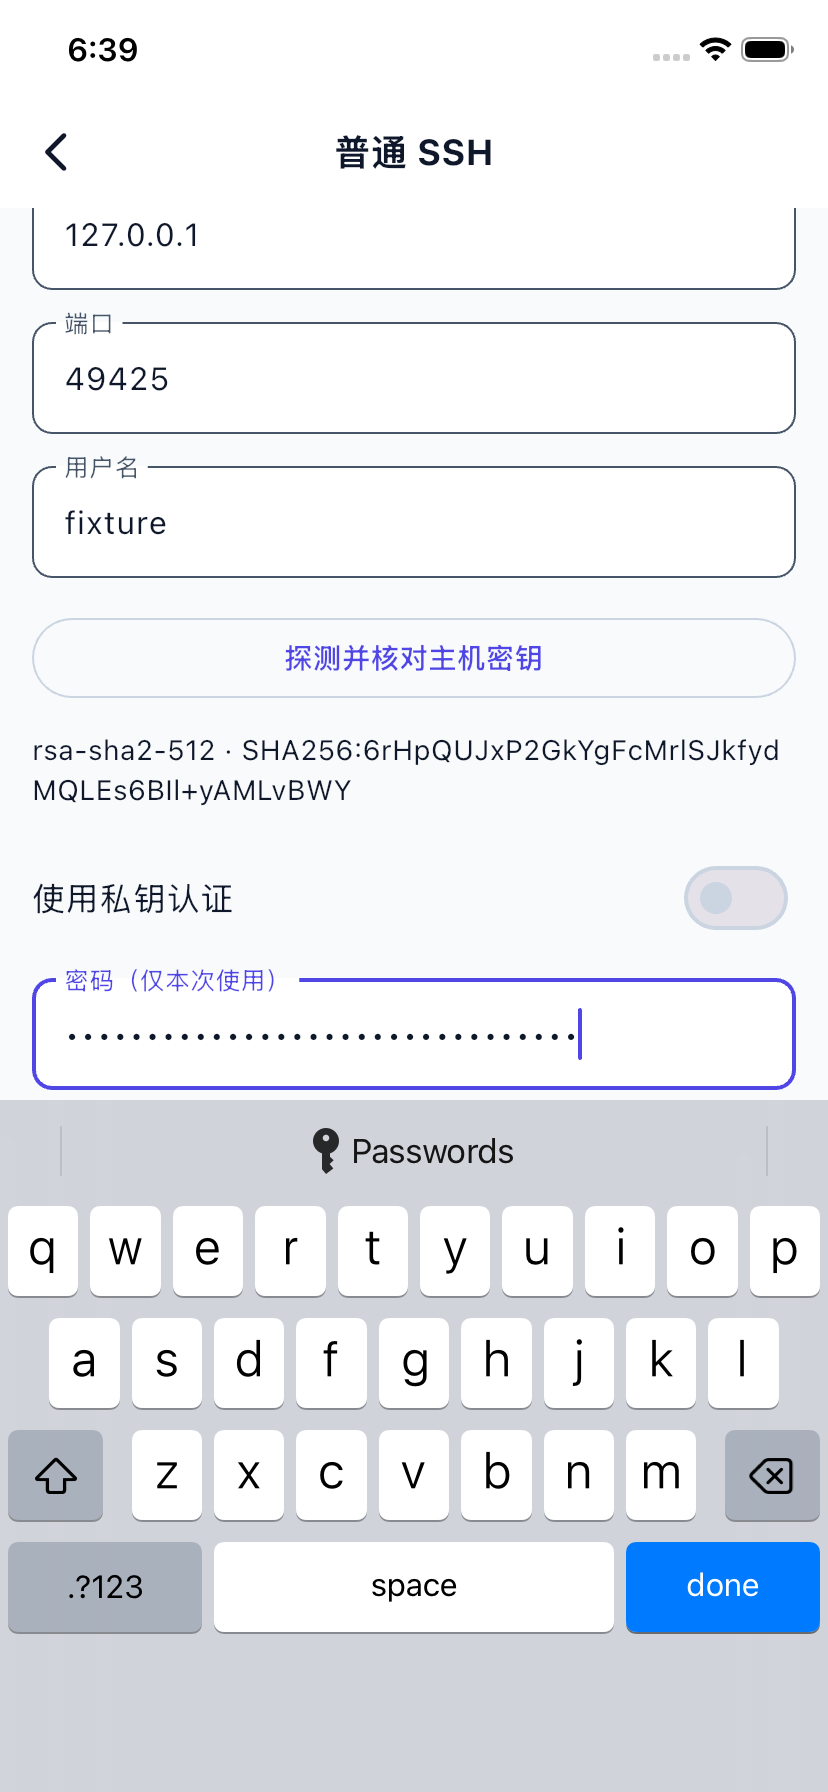 6:39
普通 SSH
127.0.0.1
端口
49425
用户名
fixture
探测并核对主机密钥
rsa-sha2-512 · SHA256:6rHpQUJxP2GkYgFcMrlSJkfyd
MQLEs6BIl+yAMLvBWY
使用私钥认证
密码（仅本次使用）
••••••••••••••••••••••••••••••••
Passwords
q w e r t y u i o p
a s d f g h j k l
z x c v b n m
.?123 space done